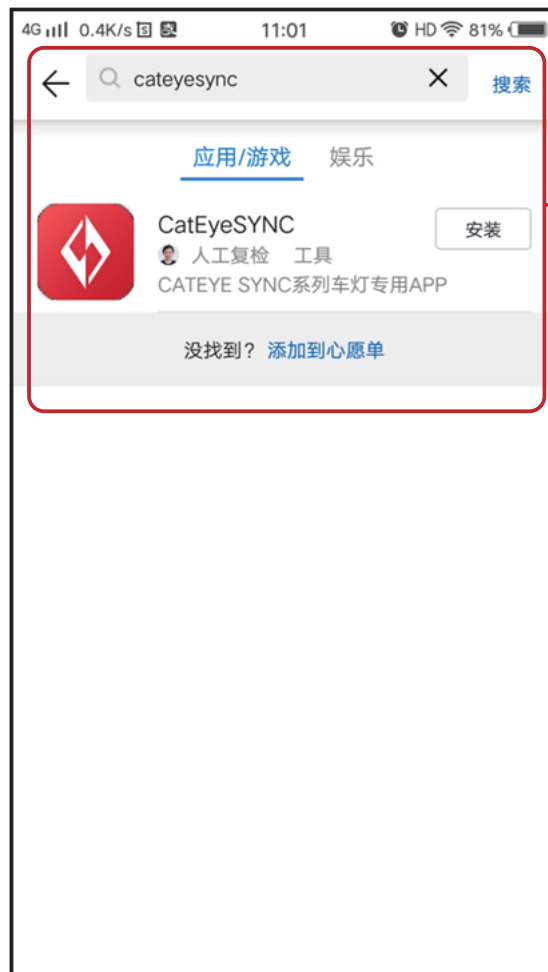 4G 0.4K/s 11:01 HD 81%
cateyesync 搜索
应用/游戏 娱乐
CatEyeSYNC 安装
人工复检 工具
CATEYE SYNC系列车灯专用APP
没找到? 添加到心愿单